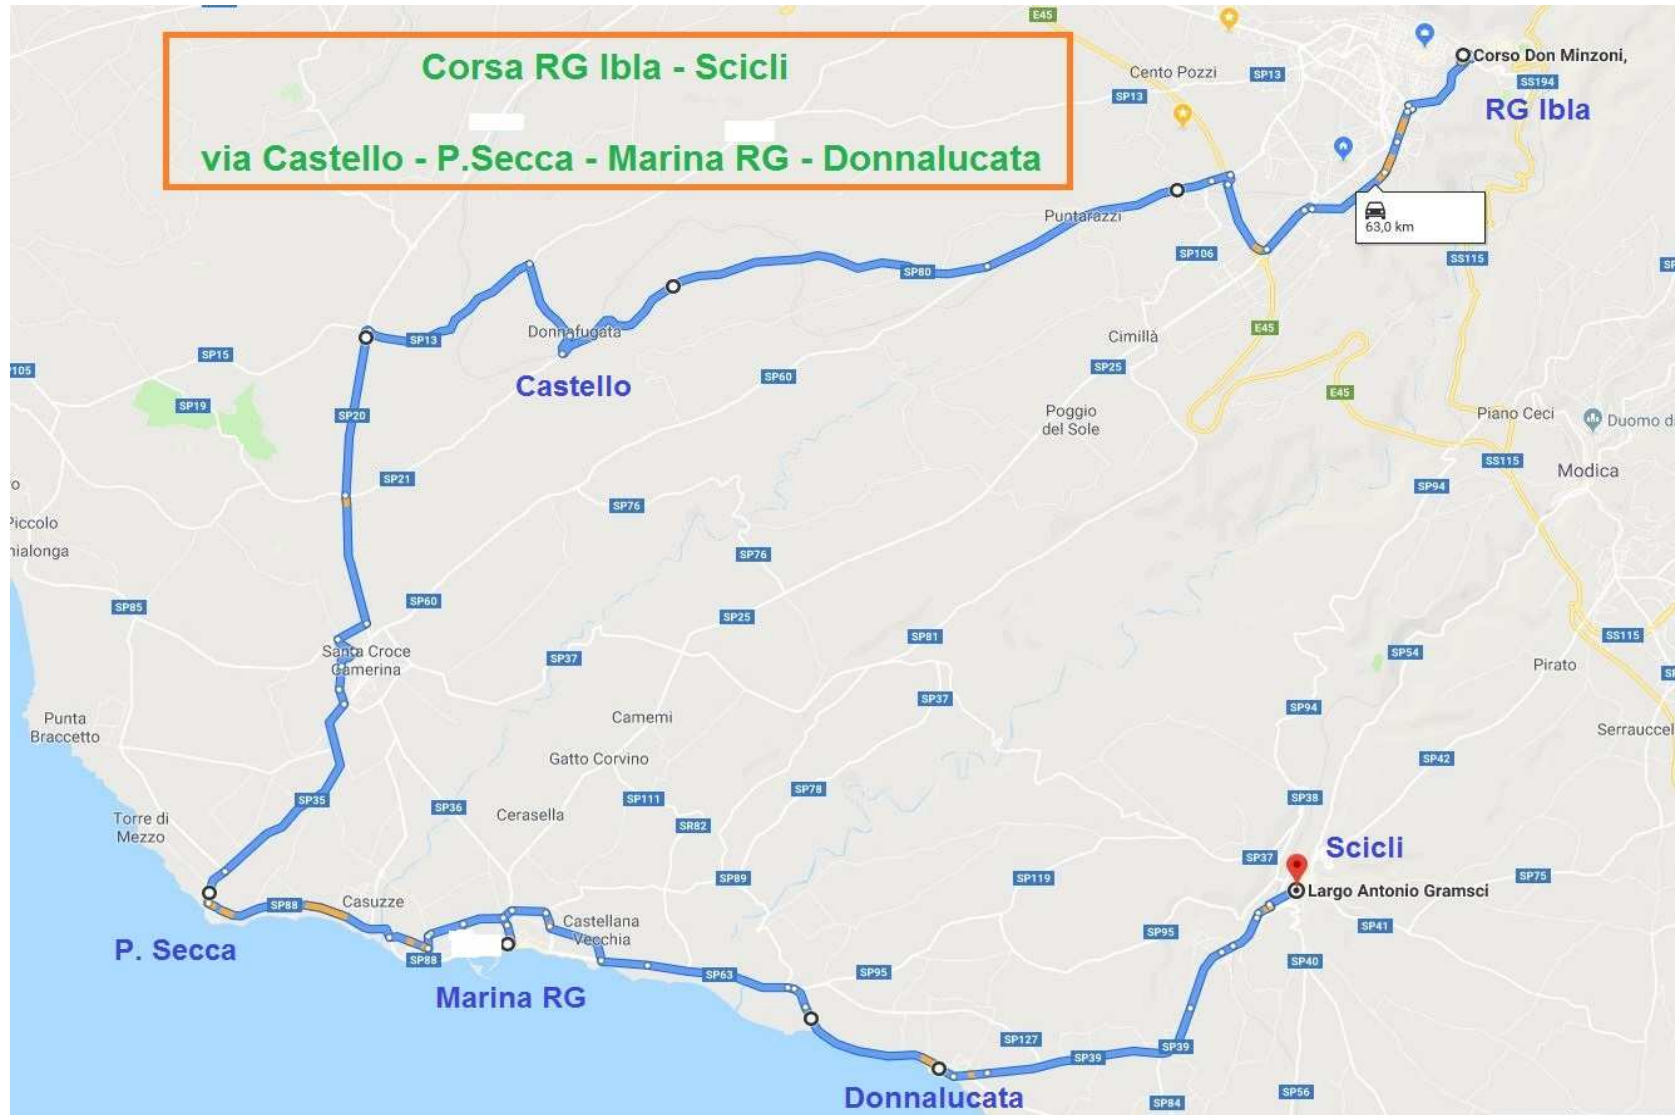 Corsa RG Ibla - Scicli
via Castello - P.Secca - Marina RG - Donnalucata
E45
Corso Don Minzoni,
Cento Pozzi
SP13
SS194
SP13
RG Ibla
Puntarazzi
63,0 km
SP106
SS115
SP80
Donnafugata
E45
SP13
Cimillà
SP15
SP25
Castello
SP60
E45
SP19
SP20
Poggio
del Sole
Piano Ceci
Duomo d
SS115
Modica
SP21
SP94
SP76
Piccolo
SP76
SP85
SP60
SP25
SP81
SS115
Santa Croce
Camerina
SP37
SP54
Pirato
SP37
SP94
Punta
Braccetto
Camemi
Serrauccel
Gatto Corvino
SP42
SP35
SP36
SP111
SP78
SP38
Torre di
Mezzo
Cerasella
SR82
Scicli
SP37
SP89
SP119
SP75
Largo Antonio Gramsci
SP88
Casuzze
Castellana
Vecchia
SP95
SP41
P. Secca
SP88
SP63
SP95
SP40
Marina RG
SP127
SP39
SP39
Donnalucata
SP84
SP56